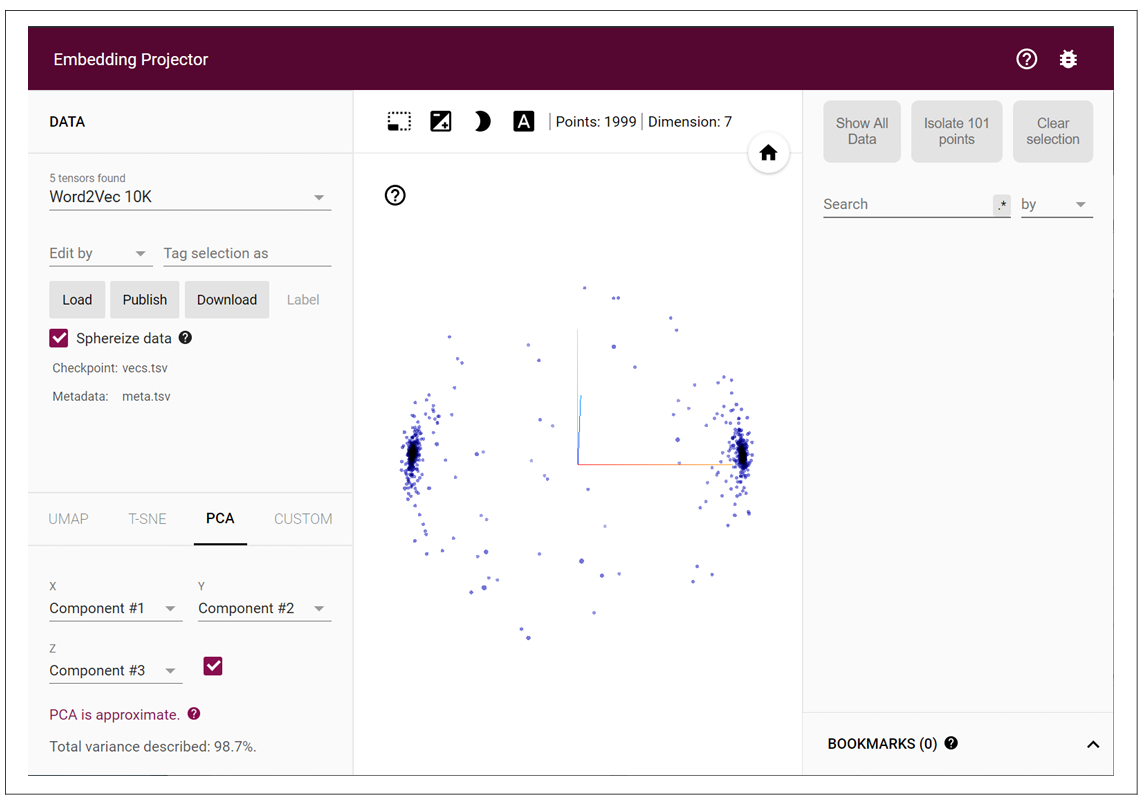 Embedding Projector
DATA
5 tensors found
Word2Vec 10K
Edit by
Tag selection as
Load
Publish
Download
Label
Sphereize data
Checkpoint: vecs.tsv
Metadata: meta.tsv
UMAP
T-SNE
PCA
CUSTOM
X
Component #1
Y
Component #2
Z
Component #3
PCA is approximate.
Total variance described: 98.7%.
A
Points: 1999 | Dimension: 7
Show All
Data
Isolate 101
points
Clear
selection
Search
.*
by
BOOKMARKS (0)